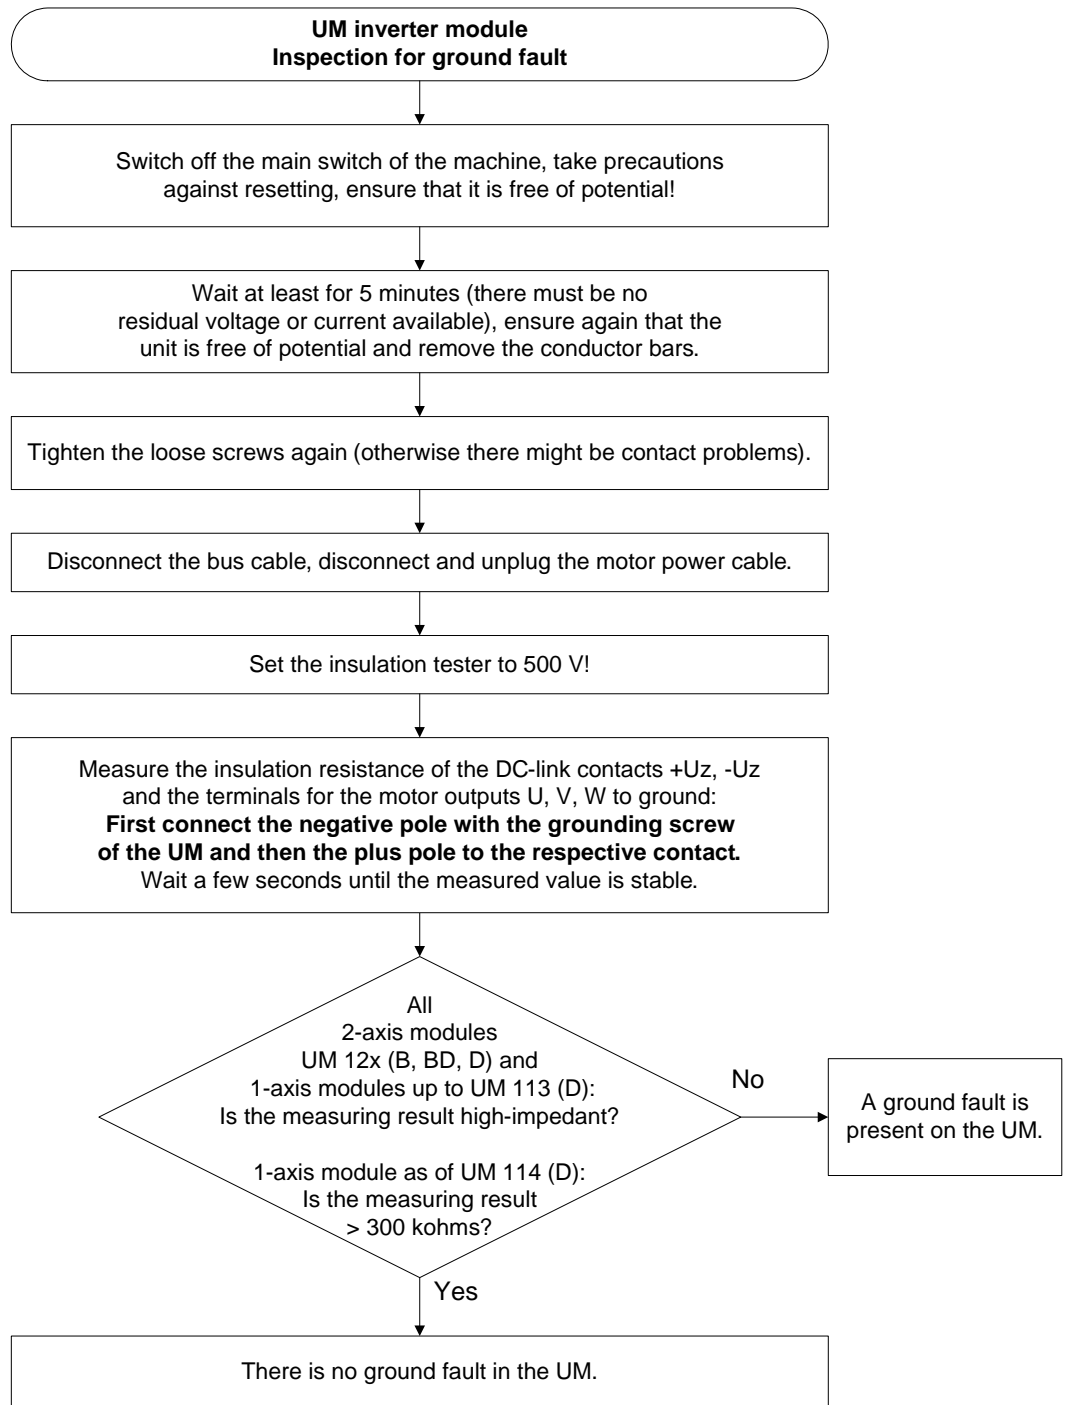 UM inverter module
Inspection for ground fault
Switch off the main switch of the machine, take precautions
against resetting, ensure that it is free of potential!
Wait at least for 5 minutes (there must be no
residual voltage or current available), ensure again that the
unit is free of potential and remove the conductor bars.
Tighten the loose screws again (otherwise there might be contact problems).
Disconnect the bus cable, disconnect and unplug the motor power cable.
Set the insulation tester to 500 V!
Measure the insulation resistance of the DC-link contacts +Uz, -Uz
and the terminals for the motor outputs U, V, W to ground:
First connect the negative pole with the grounding screw
of the UM and then the plus pole to the respective contact.
Wait a few seconds until the measured value is stable.
All
2-axis modules
UM 12x (B, BD, D) and
1-axis modules up to UM 113 (D):
Is the measuring result high-impedant?
1-axis module as of UM 114 (D):
Is the measuring result
> 300 kohms?
No
A ground fault is
present on the UM.
Yes
There is no ground fault in the UM.